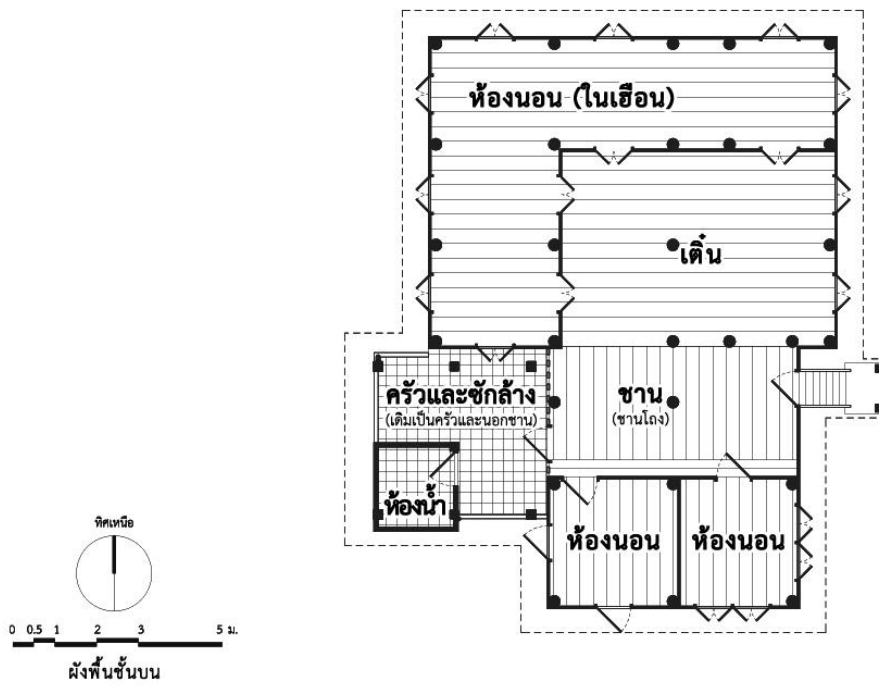 ห้องนอน (ในเฮือน)
เติ๋น
ครัวและซักล้าง
(เดิมเป็นครัวและนอกชาน)
ชาน
(ชานโถง)
ห้องน้ำ
ห้องนอน
ห้องนอน
ทิศเหนือ
0 0.5 1 2 3 5 ม.
ผังพื้นชั้นบน